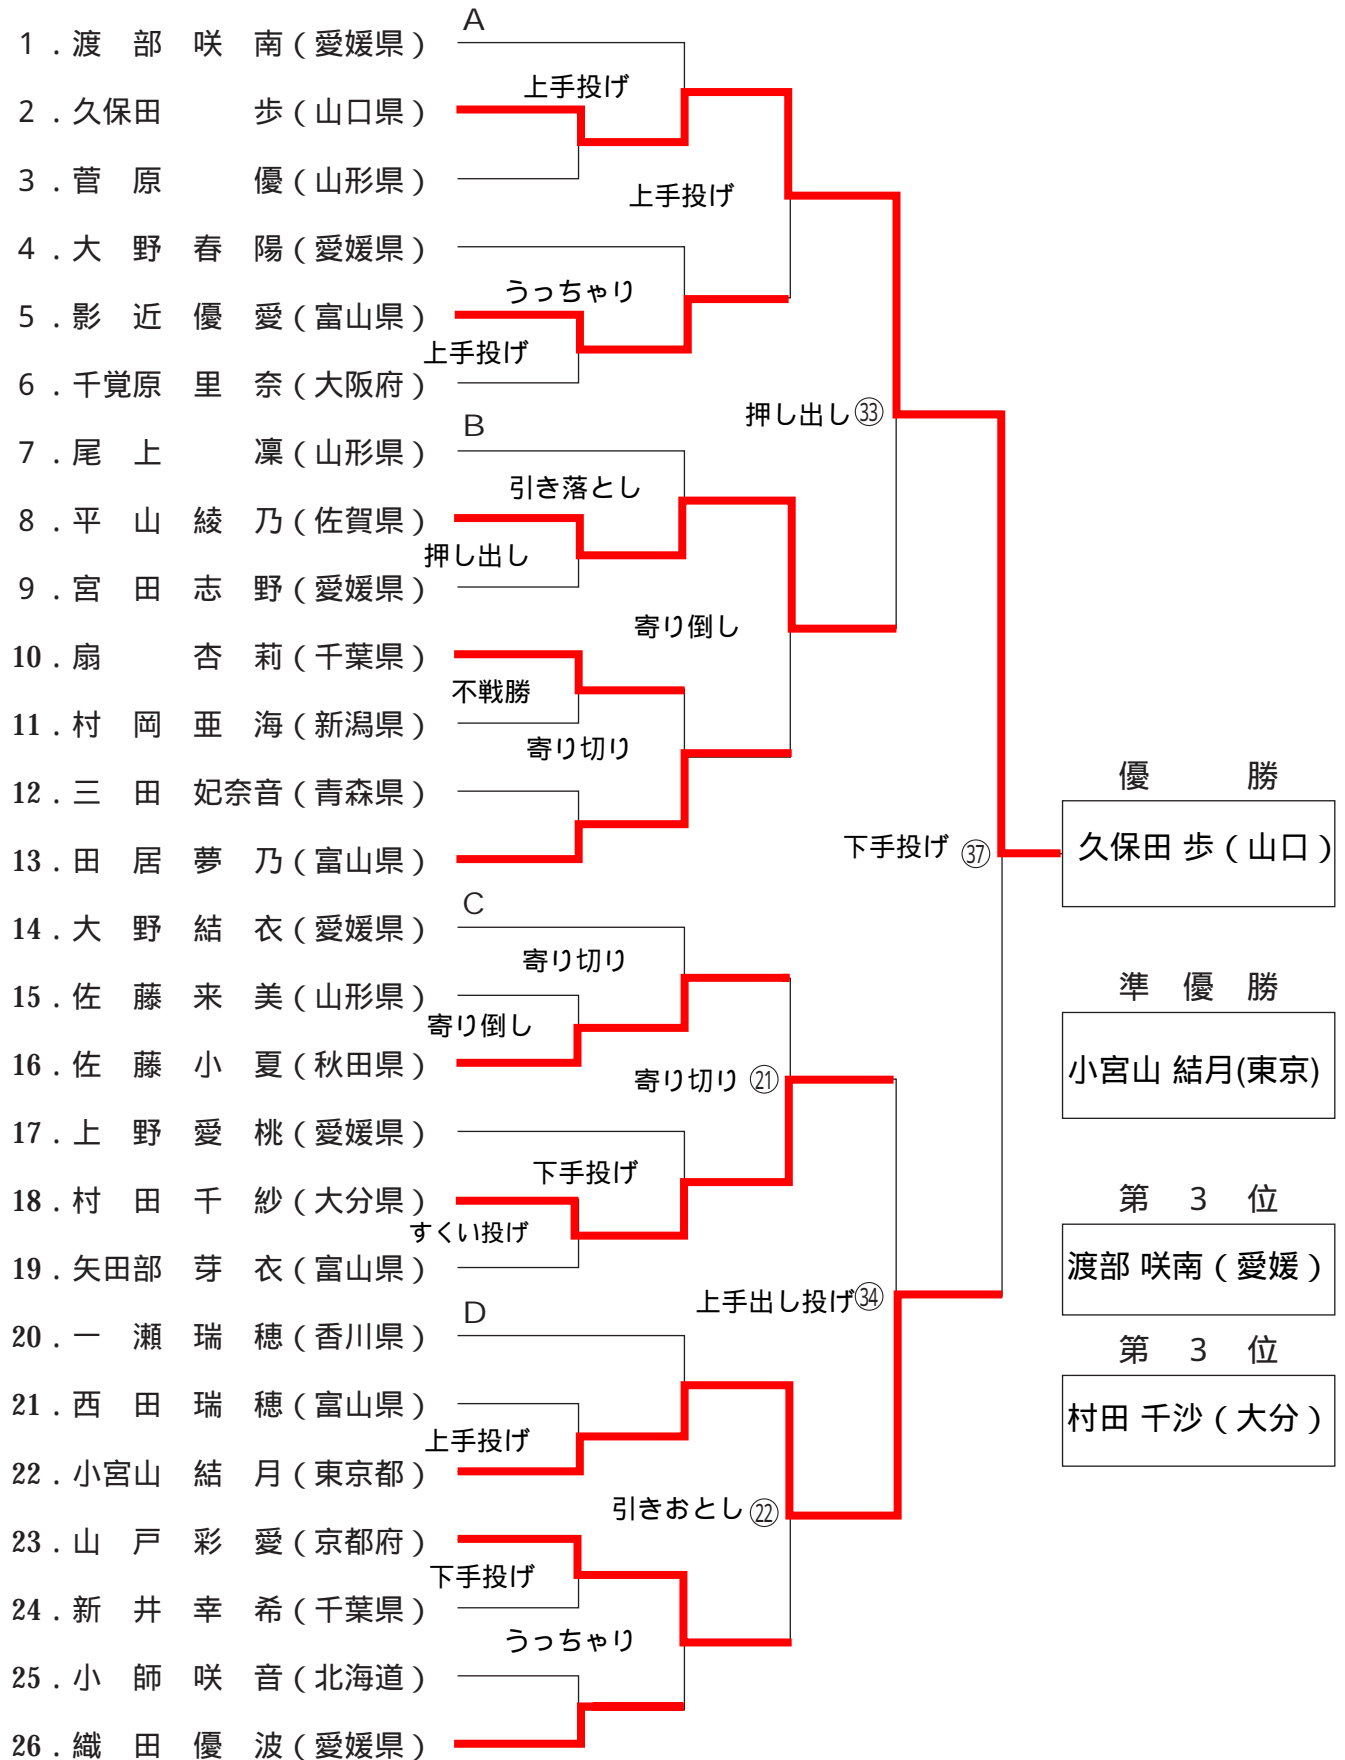 A
1．渡 部 咲 南（愛媛県）
上手投げ
2．久保田 歩（山口県）
3．菅 原 優（山形県）
上手投げ
4．大 野 春 陽（愛媛県）
うっちゃり
5．影 近 優 愛（富山県）
上手投げ
6．千覚原 里 奈（大阪府）
押し出し㉝
B
7．尾 上 凜（山形県）
引き落とし
8．平 山 綾 乃（佐賀県）
押し出し
9．宮 田 志 野（愛媛県）
寄り倒し
10．扇 杏 莉（千葉県）
不戦勝
11．村 岡 亜 海（新潟県）
寄り切り
12．三 田 妃奈音（青森県）
優 勝
下手投げ ㊲
久保田 歩（山口）
13．田 居 夢 乃（富山県）
C
14．大 野 結 衣（愛媛県）
寄り切り
15．佐 藤 来 美（山形県）
準 優 勝
寄り倒し
16．佐 藤 小 夏（秋田県）
寄り切り ㉑
小宮山 結月(東京)
17．上 野 愛 桃（愛媛県）
下手投げ
18．村 田 千 紗（大分県）
第 3 位
すくい投げ
19．矢田部 芽 衣（富山県）
渡部 咲南（愛媛）
上手出し投げ㉞
D
20．一 瀬 瑞 穂（香川県）
第 3 位
21．西 田 瑞 穂（富山県）
村田 千沙（大分）
上手投げ
22．小宮山 結 月（東京都）
引きおとし ㉒
23．山 戸 彩 愛（京都府）
下手投げ
24．新 井 幸 希（千葉県）
うっちゃり
25．小 師 咲 音（北海道）
26．織 田 優 波（愛媛県）